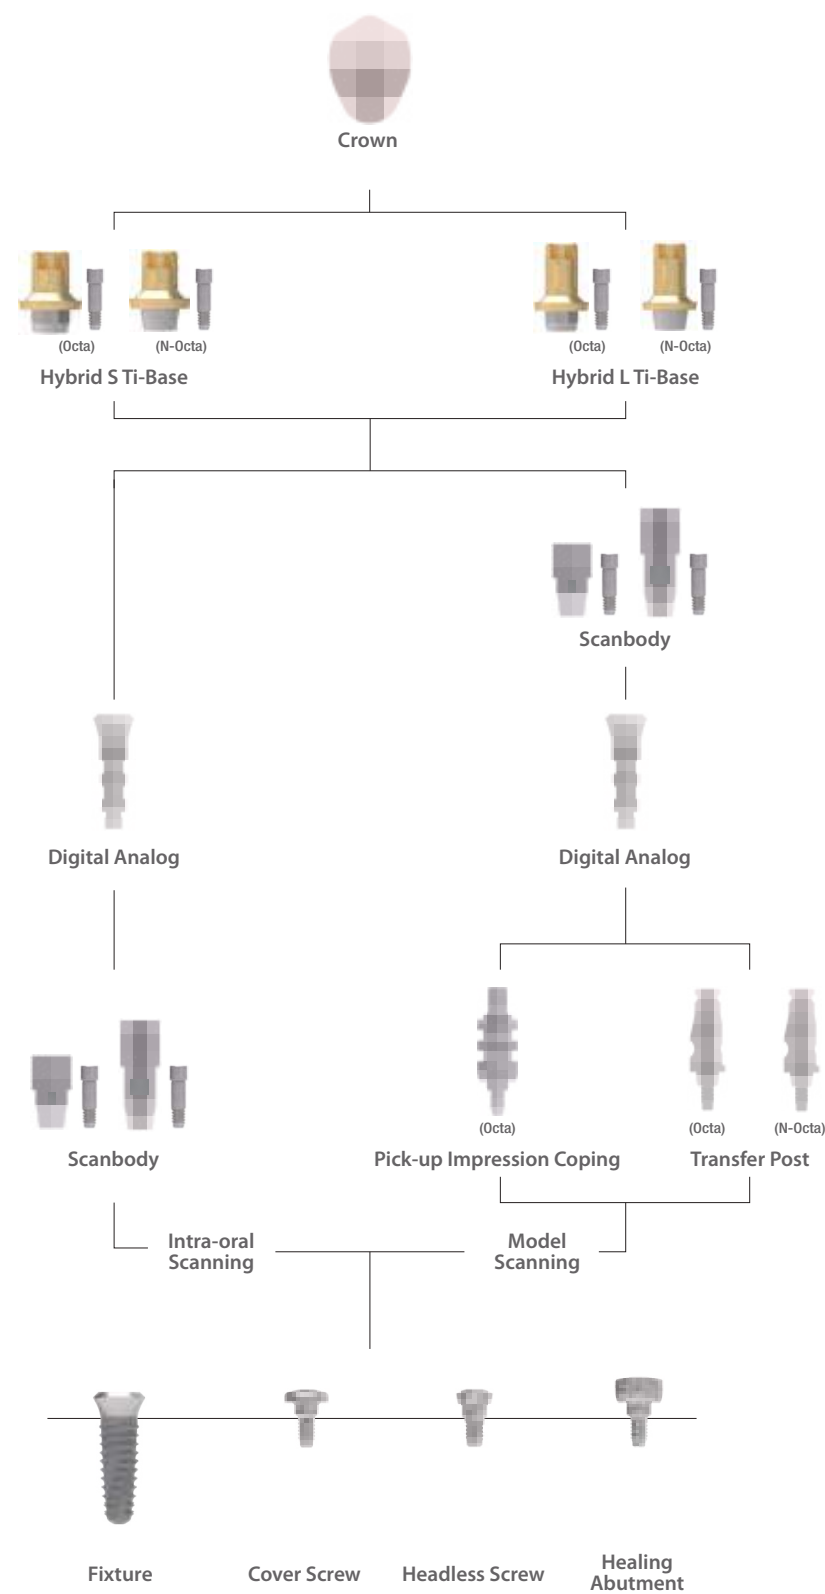 Crown
(Octa) (N-Octa) (Octa) (N-Octa)
Hybrid S Ti-Base Hybrid L Ti-Base
Scanbody
Digital Analog Digital Analog
(Octa) (Octa) (N-Octa)
Scanbody Pick-up Impression Coping Transfer Post
Intra-oral
Scanning
Model
Scanning
Fixture Cover Screw Headless Screw
Healing
Abutment